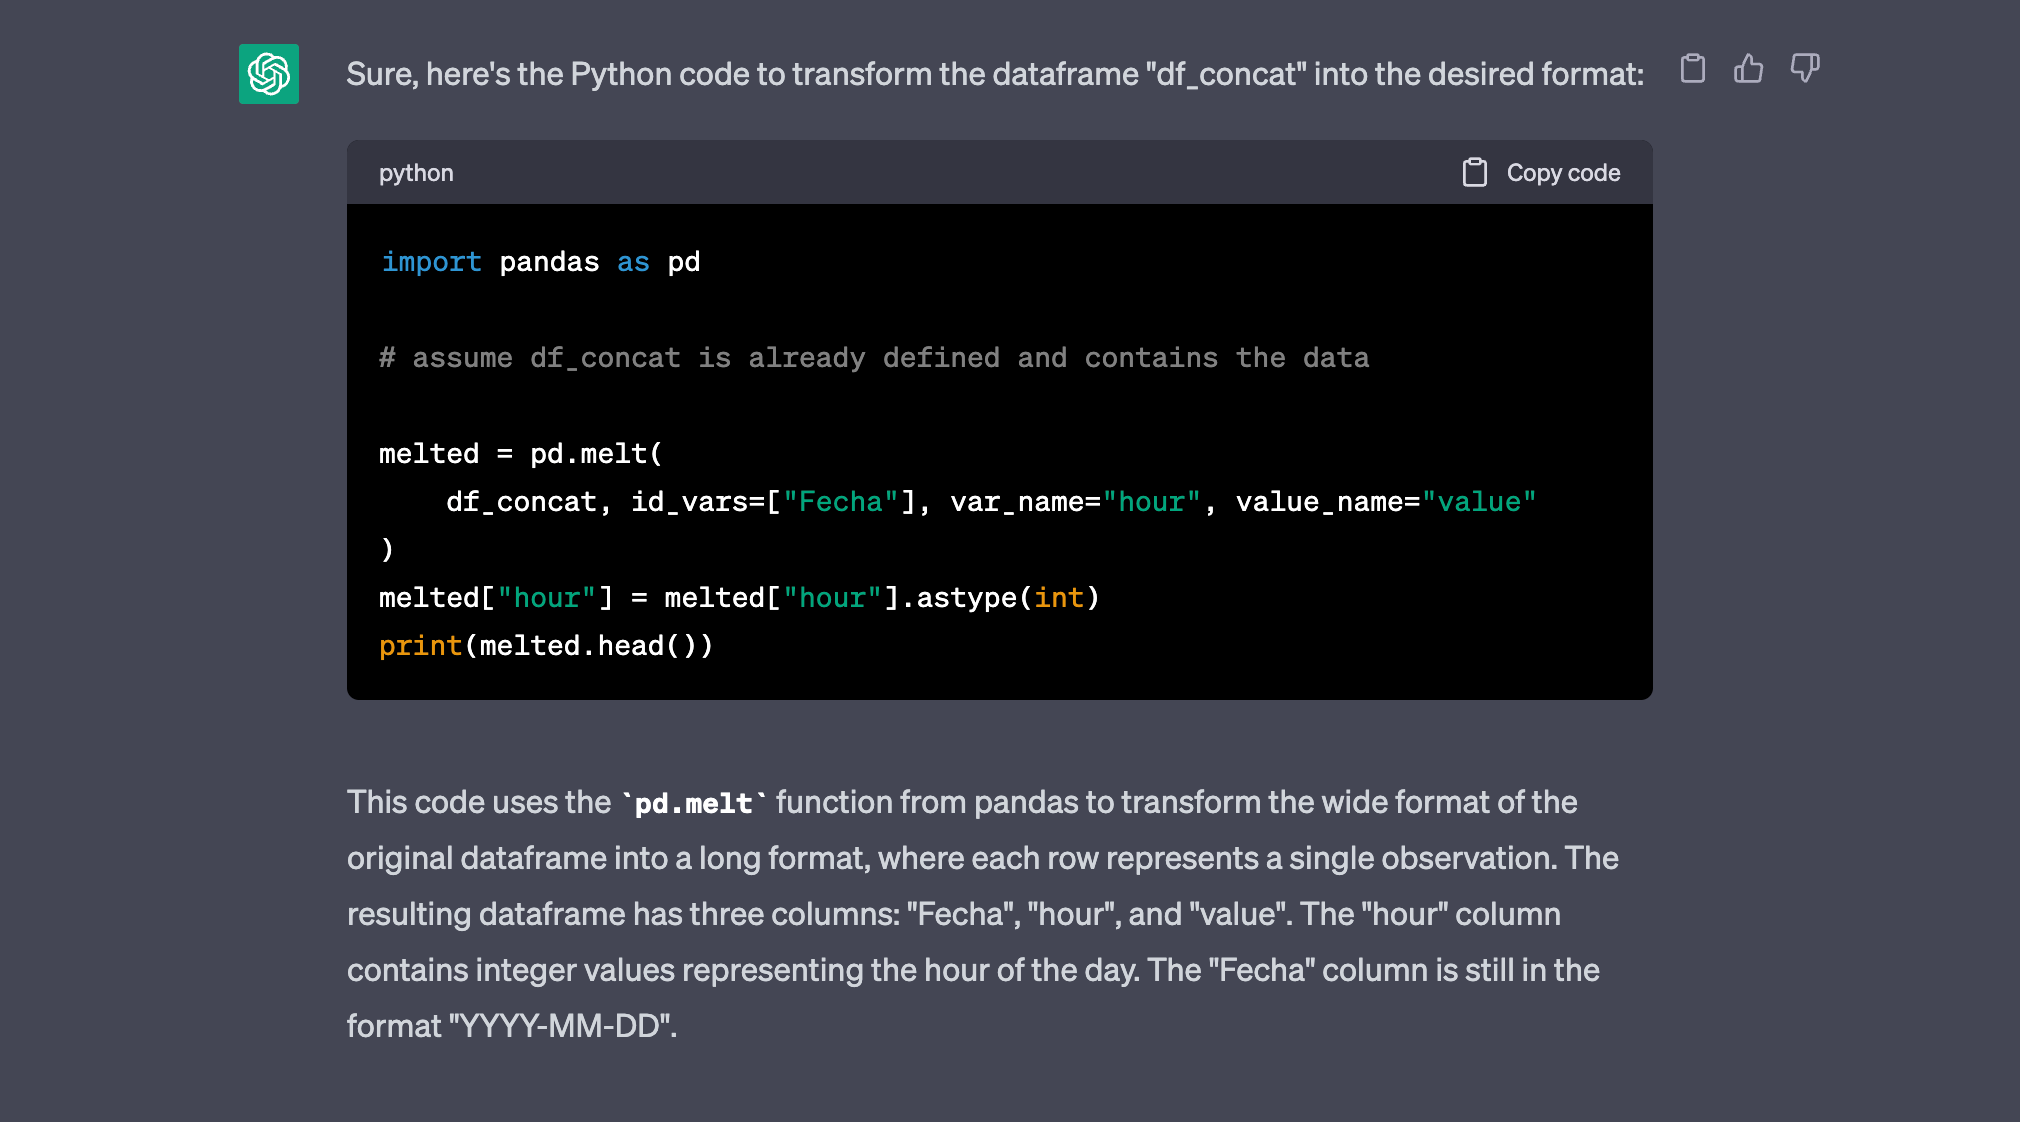 Sure, here's the Python code to transform the dataframe "df_concat" into the desired format:
python
Copy code
import pandas as pd
# assume df_concat is already defined and contains the data
melted = pd.melt(
    df_concat, id_vars=["Fecha"], var_name="hour", value_name="value"
)
melted["hour"] = melted["hour"].astype(int)
print(melted.head())
This code uses the `pd.melt` function from pandas to transform the wide format of the
original dataframe into a long format, where each row represents a single observation. The
resulting dataframe has three columns: "Fecha", "hour", and "value". The "hour" column
contains integer values representing the hour of the day. The "Fecha" column is still in the
format "YYYY-MM-DD".